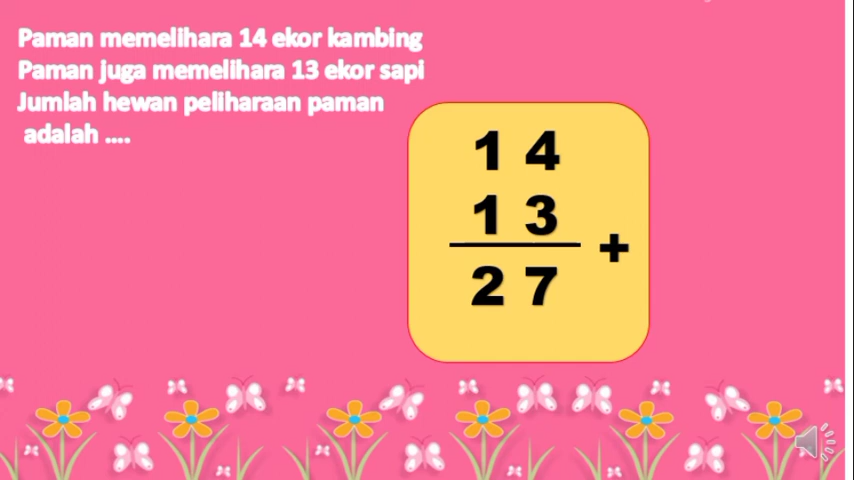 Paman memelihara 14 ekor kambing
Paman juga memelihara 13 ekor sapi
Jumlah hewan peliharaan paman
adalah ....
1 4
1 3
+
2 7